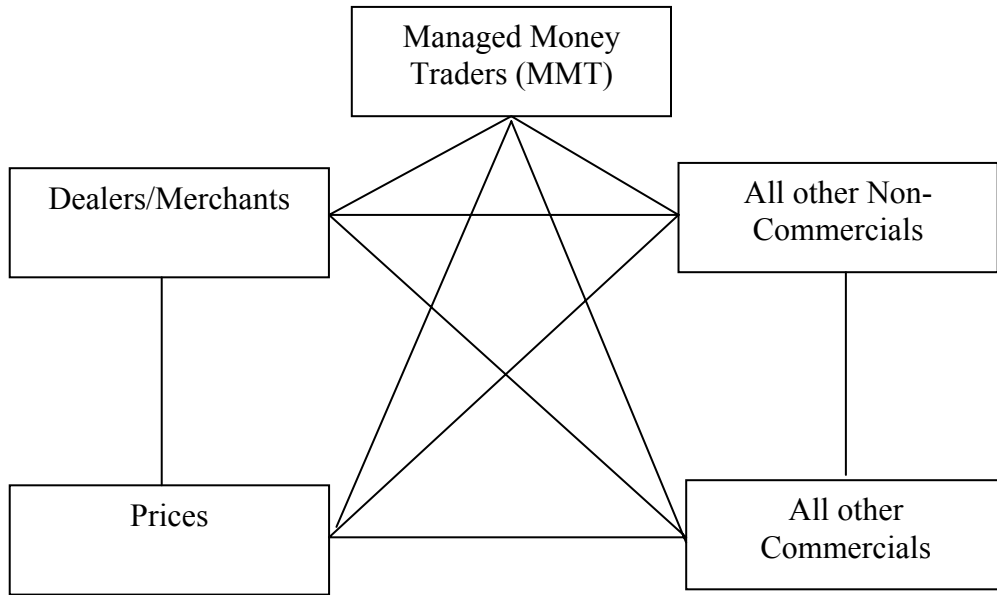 Managed Money
Traders (MMT)
Dealers/Merchants
All other Non-
Commercials
Prices
All other
Commercials